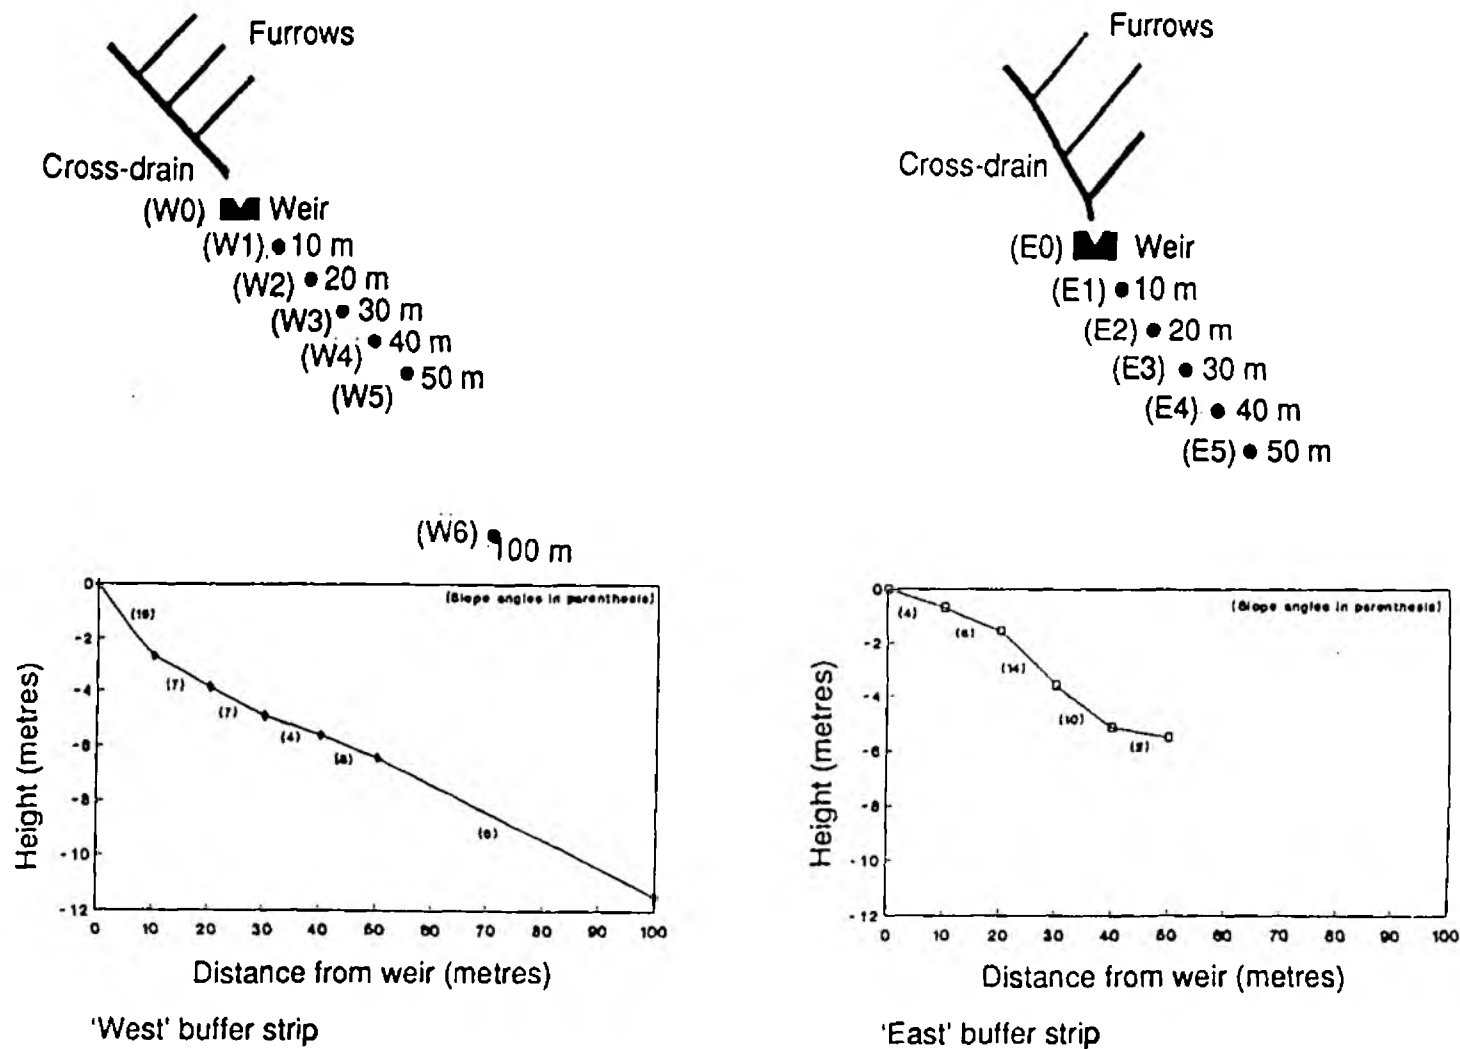 Furrows
Cross-drain
(W0) Weir
(W1) 10 m
(W2) 20 m
(W3) 30 m
(W4) 40 m
(W5) 50 m
(W6) 100 m
Furrows
Cross-drain
(E0) Weir
(E1) 10 m
(E2) 20 m
(E3) 30 m
(E4) 40 m
(E5) 50 m
Height (metres)
0
-2
-4
-6
-8
-10
-12
(Slope angles in parenthesis)
(7)
(7)
(4)
0 10 20 30 40 50 60 70 80 90 100
Distance from weir (metres)
'West' buffer strip
Height (metres)
0
-2
-4
-6
-8
-10
-12
(Slope angles in parenthesis)
(4)
(14)
(10)
(2)
0 10 20 30 40 50 60 70 80 90 100
Distance from weir (metres)
'East' buffer strip